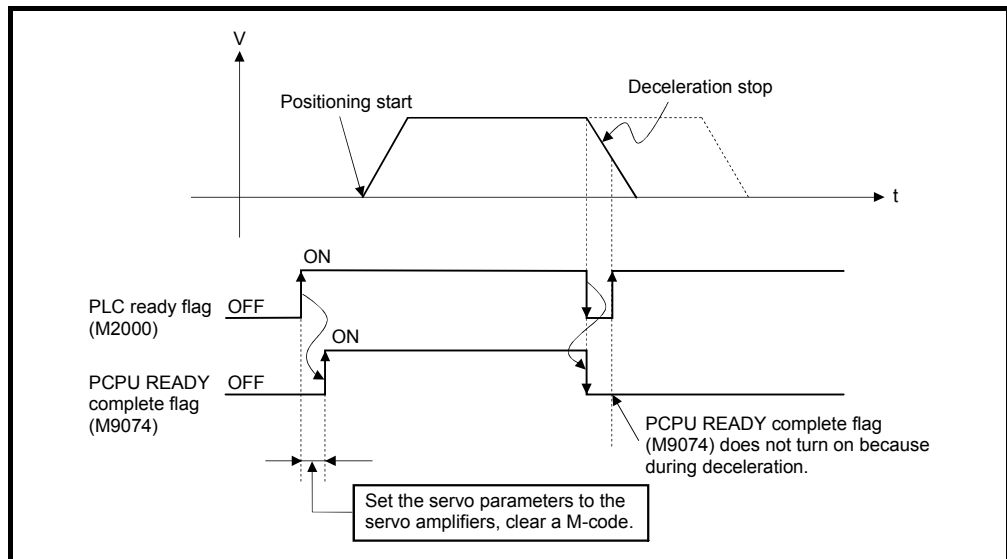 V
Deceleration stop
Positioning start
t
ON
PLC ready flag
(M2000)
OFF
ON
PCPU READY
complete flag
(M9074)
OFF
PCPU READY complete flag
(M9074) does not turn on because
during deceleration.
Set the servo parameters to the
servo amplifiers, clear a M-code.